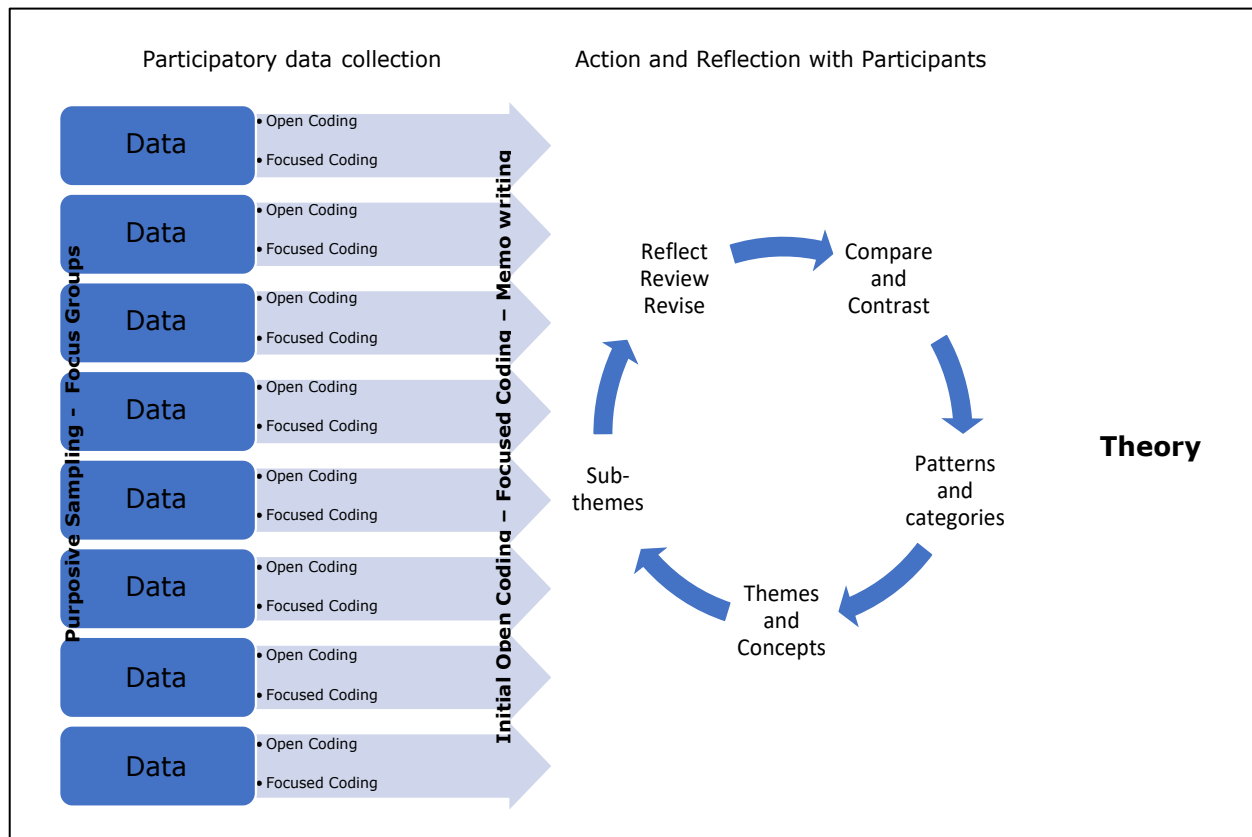 Participatory data collection
Action and Reflection with Participants
Purposive Sampling - Focus Groups
Data
• Open Coding
• Focused Coding
Data
• Open Coding
• Focused Coding
Data
• Open Coding
• Focused Coding
Data
• Open Coding
• Focused Coding
Data
• Open Coding
• Focused Coding
Data
• Open Coding
• Focused Coding
Data
• Open Coding
• Focused Coding
Data
• Open Coding
• Focused Coding
Initial Open Coding – Focused Coding – Memo writing
Reflect
Review
Revise
Compare
and
Contrast
Patterns
and
categories
Themes
and
Concepts
Sub-
themes
Theory